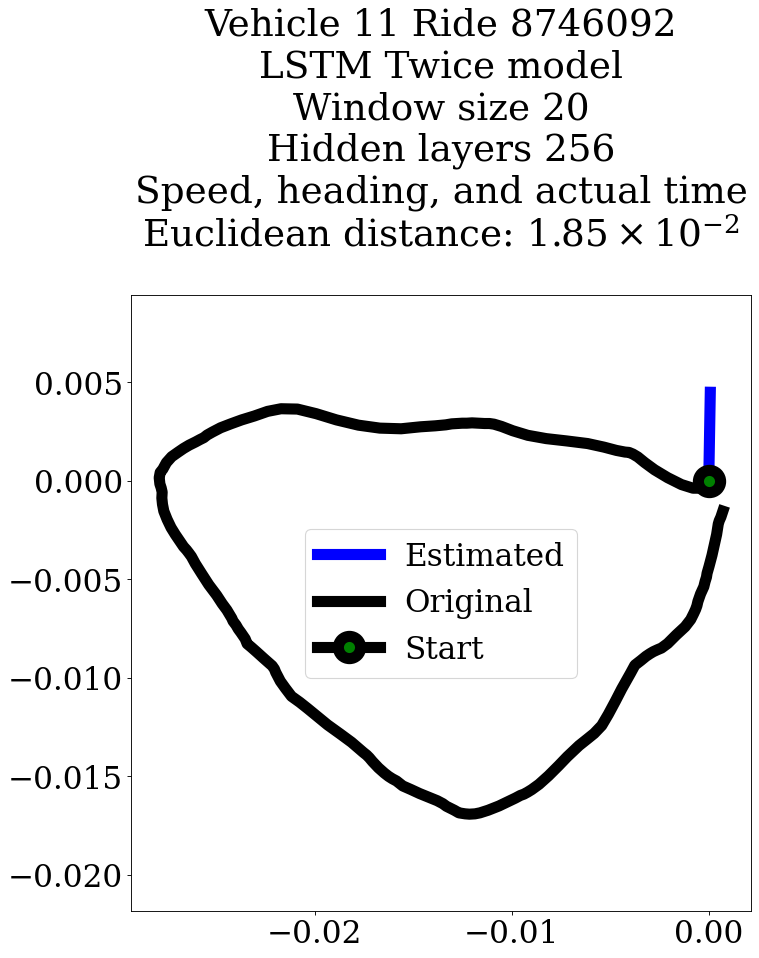 Vehicle 11 Ride 8746092
LSTM Twice model
Window size 20
Hidden layers 256
Speed, heading, and actual time
Euclidean distance: 1.85 × 10⁻²
0.005
0.000
−0.005
−0.010
−0.015
−0.020
Estimated
Original
Start
−0.02
−0.01
0.00